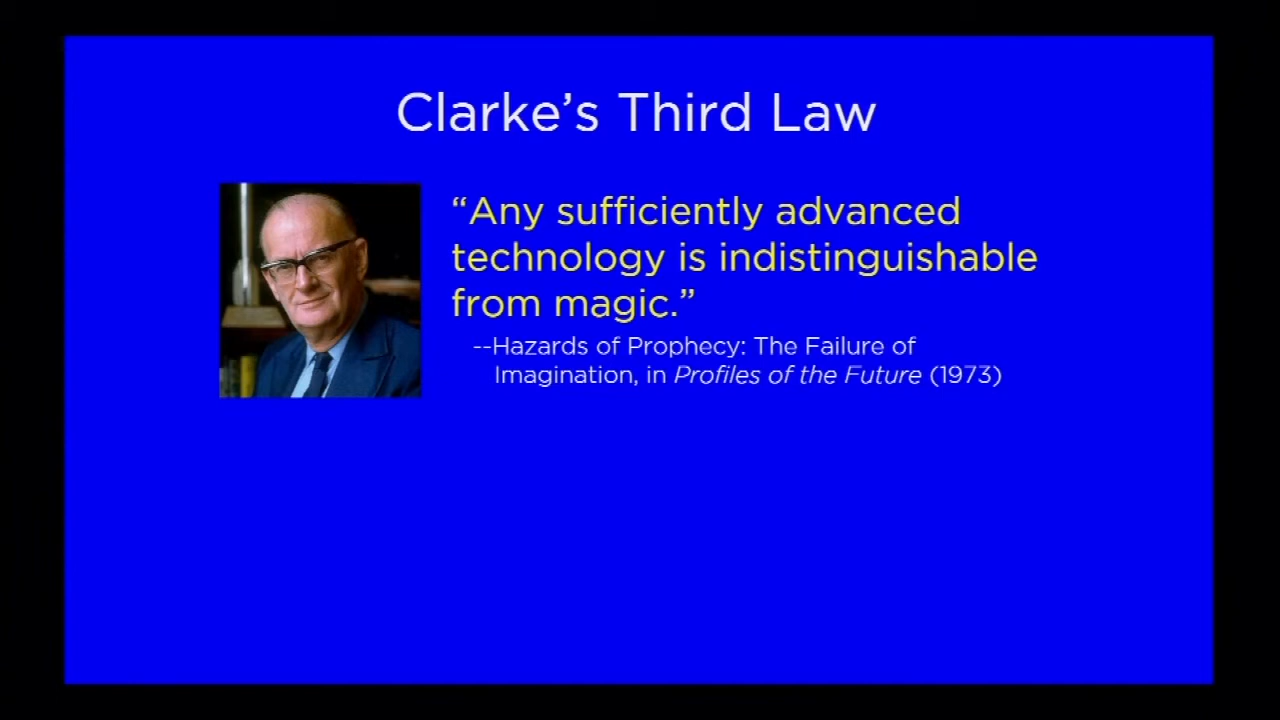 Clarke’s Third Law
“Any sufficiently advanced
technology is indistinguishable
from magic.”
--Hazards of Prophecy: The Failure of
Imagination, in Profiles of the Future (1973)